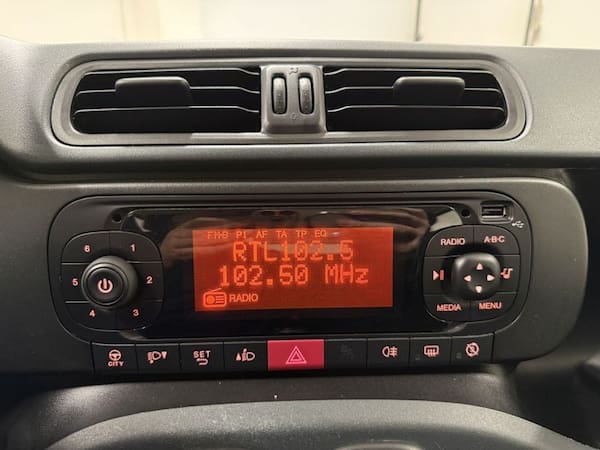 FM-B PI AF TA TP EQ
RTL102.5
102.50 MHz
RADIO
6 1
5 2
4 3
RADIO A·B·C
MEDIA MENU
CITY
SET